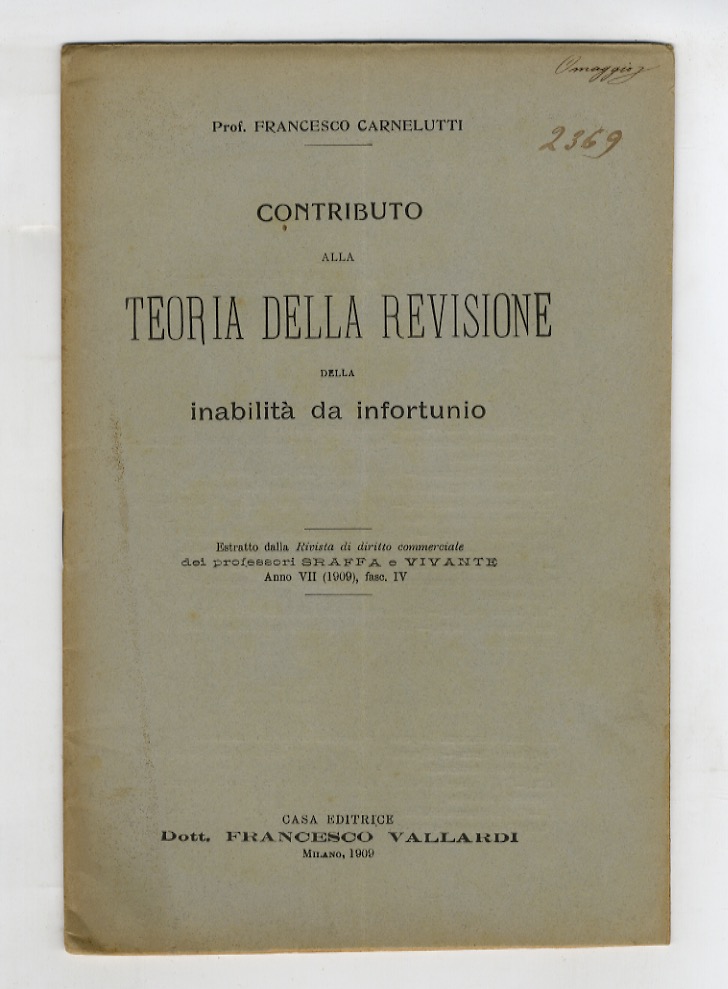 Omaggio
2369
Prof. FRANCESCO CARNELUTTI
CONTRIBUTO
ALLA
TEORIA DELLA REVISIONE
DELLA
inabilità da infortunio
Estratto dalla Rivista di diritto commerciale
dei professori SRAFFA e VIVANTE
Anno VII (1909), fasc. IV
CASA EDITRICE
Dott. FRANCESCO VALLARDI
MILANO, 1909